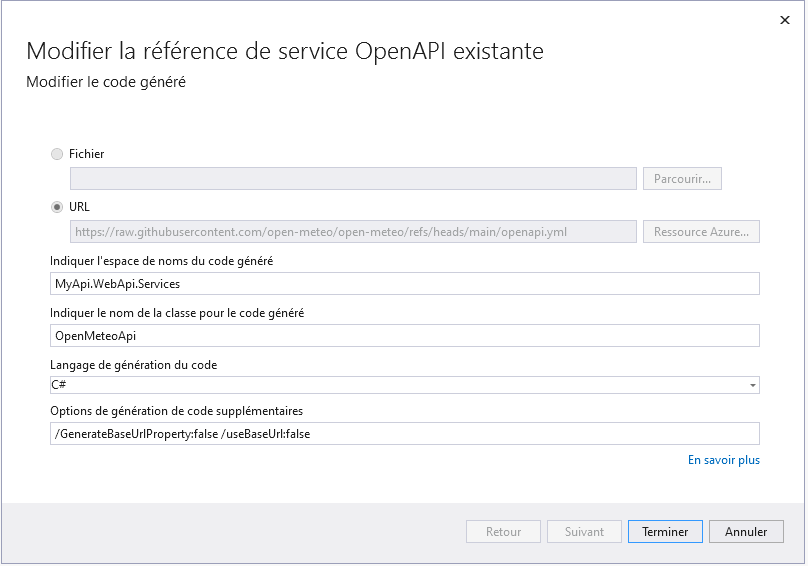 Modifier la référence de service OpenAPI existante
Modifier le code généré
Fichier
Parcourir...
URL
https://raw.githubusercontent.com/open-meteo/open-meteo/refs/heads/main/openapi.yml
Ressource Azure...
Indiquer l'espace de noms du code généré
MyApi.WebApi.Services
Indiquer le nom de la classe pour le code généré
OpenMeteoApi
Langage de génération du code
C#
Options de génération de code supplémentaires
/GenerateBaseUrlProperty:false /useBaseUrl:false
En savoir plus
Retour
Suivant
Terminer
Annuler